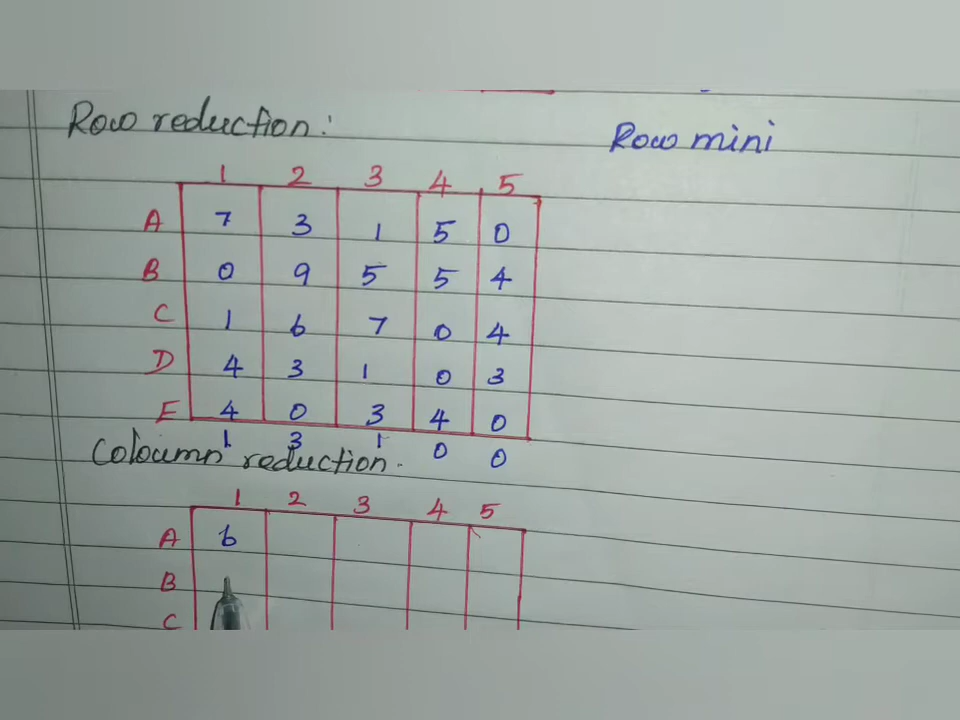 Row reduction: Row mini
1 2 3 4 5
A 7 3 1 5 0
B 0 9 5 5 4
C 1 6 7 0 4
D 4 3 1 0 3
E 4 0 3 4 0
1 3 1 0 0
Coloumn reduction.
1 2 3 4 5
A 6
B
C